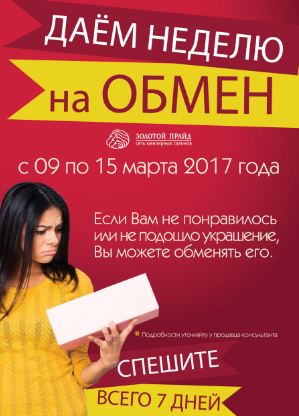 ДАЁМ НЕДЕЛЮ
на ОБМЕН
ЗОЛОТОЙ ПРАЙД
сеть ювелирных салонов
с 09 по 15 марта 2017 года
Если Вам не понравилось
или не подошло украшение,
Вы можете обменять его.
* Подробности уточняйте у продавца-консультанта
СПЕШИТЕ
ВСЕГО 7 ДНЕЙ